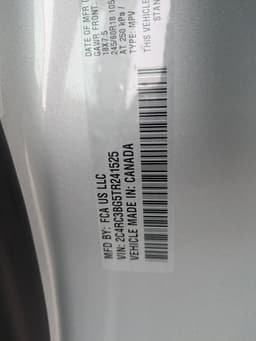 MFD BY: FCA US LLC
VIN: 2C4RC3BG5TR241525
VEHICLE MADE IN: CANADA
DATE OF MFR
GAWR FRONT
18X7.5
245/60R18 105
AT 250 kPa
TYPE: MPV
THIS VEHICLE
STAN